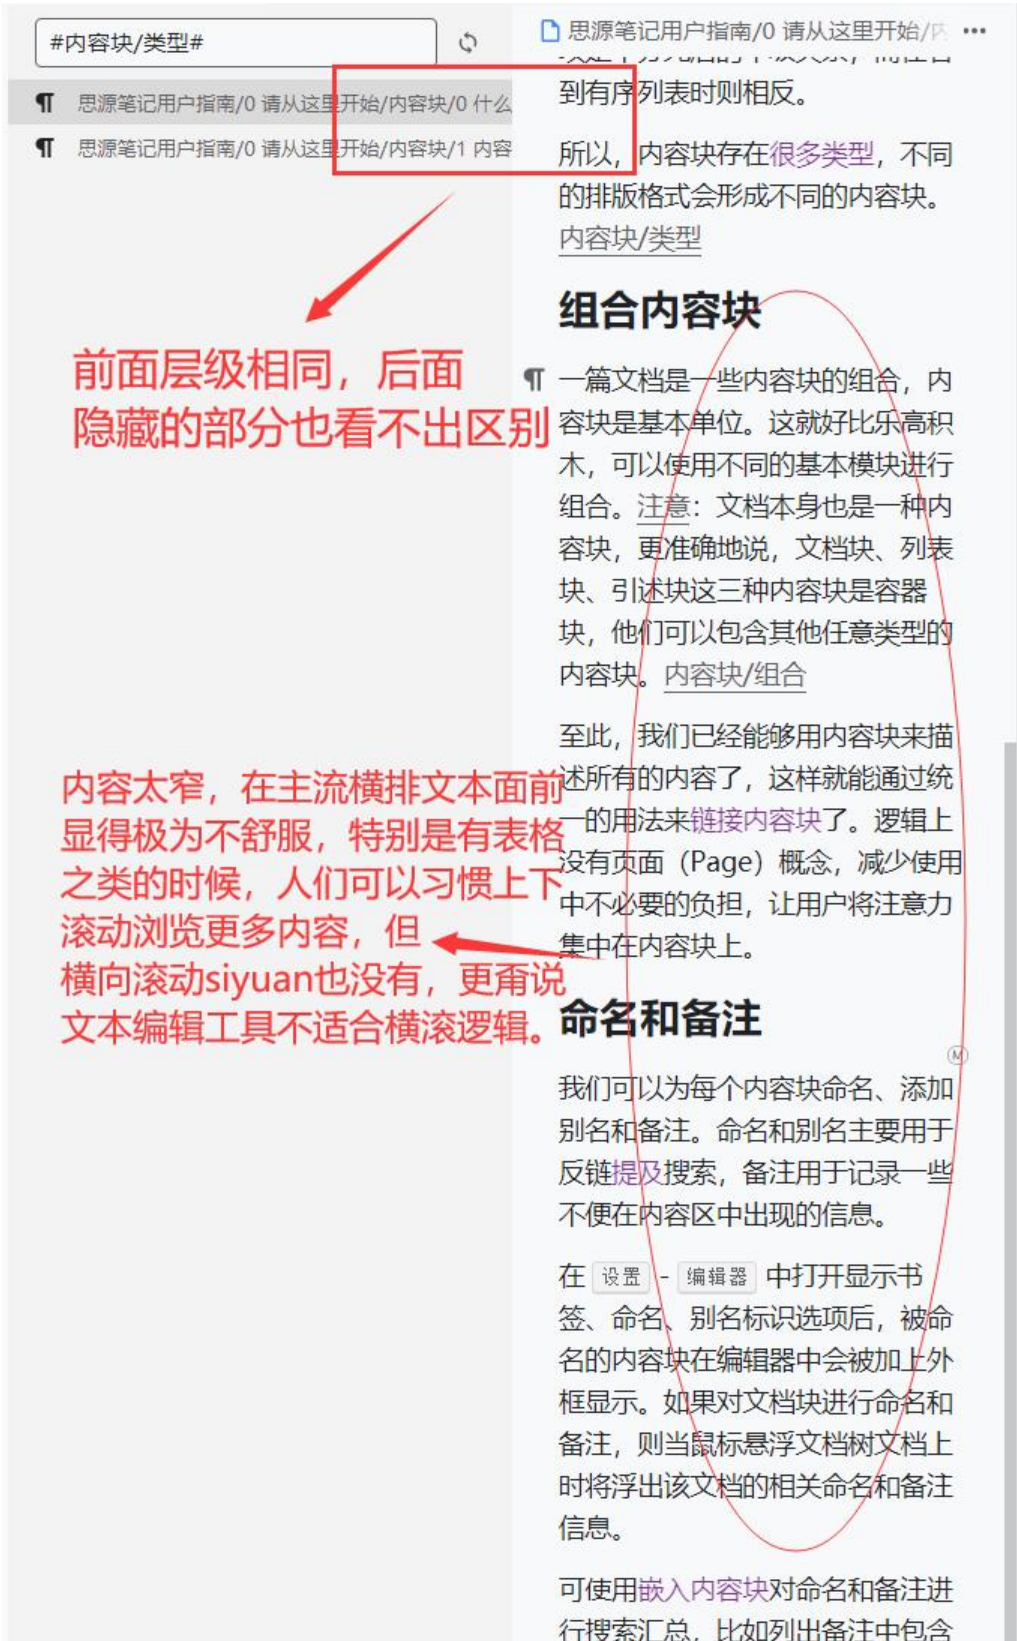 #内容块/类型#
思源笔记用户指南/0 请从这里开始/内容块/0 什么
思源笔记用户指南/0 请从这里开始/内容块/1 内容
前面层级相同，后面
隐藏的部分也看不出区别
内容太窄，在主流横排文本面前
显得极为不舒服，特别是有表格
之类的时候，人们可以习惯上下
滚动浏览更多内容，但
横向滚动siyuan也没有，更甭说
文本编辑工具不适合横滚逻辑。
思源笔记用户指南/0 请从这里开始/内
到有序列表时则相反。
所以，内容块存在很多类型，不同
的排版格式会形成不同的内容块。
内容块/类型
组合内容块
一篇文档是一些内容块的组合，内
容块是基本单位。这就好比乐高积
木，可以使用不同的基本模块进行
组合。注意：文档本身也是一种内
容块，更准确地说，文档块、列表
块、引述块这三种内容块是容器
块，他们可以包含其他任意类型的
内容块。内容块/组合
至此，我们已经能够用内容块来描
述所有的内容了，这样就能通过统
一的用法来链接内容块了。逻辑上
没有页面（Page）概念，减少使用
中不必要的负担，让用户将注意力
集中在内容块上。
命名和备注
M
我们可以为每个内容块命名、添加
别名和备注。命名和别名主要用于
反链提及搜索，备注用于记录一些
不便在内容区中出现的信息。
在 设置 - 编辑器 中打开显示书
签、命名、别名标识选项后，被命
名的内容块在编辑器中会被加上外
框显示。如果对文档块进行命名和
备注，则当鼠标悬浮文档树文档上
时将浮出该文档的相关命名和备注
信息。
可使用嵌入内容块对命名和备注进
行搜索汇总，比如列出备注中包含